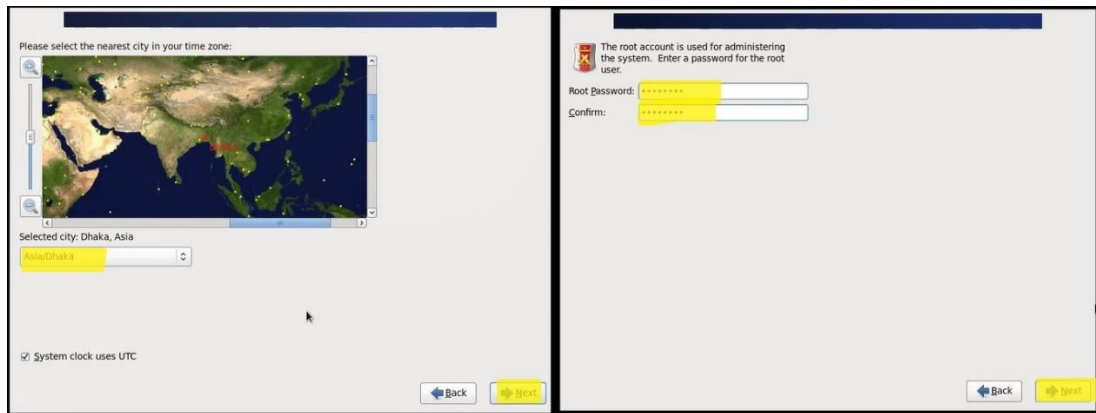 Please select the nearest city in your time zone:
Selected city: Dhaka, Asia
Asia/Dhaka
System clock uses UTC
Back
Next
The root account is used for administering
the system. Enter a password for the root
user.
Root Password: ••••••••
Confirm: ••••••••
Back
Next